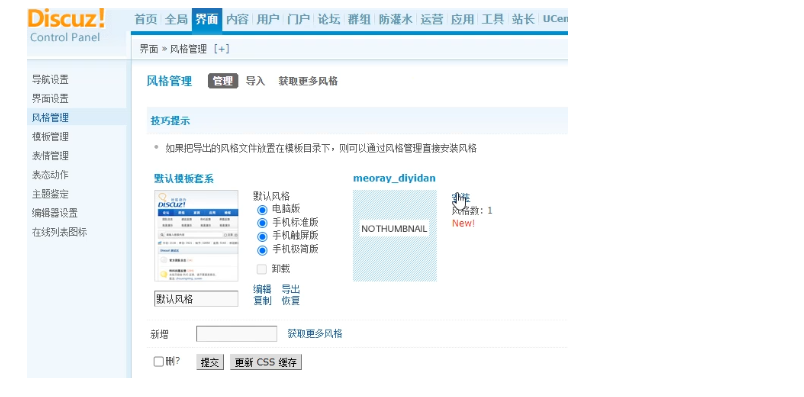 Discuz!
Control Panel
首页 全局 界面 内容 用户 门户 论坛 群组 防灌水 运营 应用 工具 站长 UCen
界面 » 风格管理 [+]
导航设置
界面设置
风格管理
模板管理
表情管理
表态动作
主题鉴定
编辑器设置
在线列表图标
风格管理 管理 导入 获取更多风格
技巧提示
如果把导出的风格文件放置在模板目录下，则可以通过风格管理直接安装风格
默认模板套系
DISCUZ!
默认风格
电脑版
手机标准版
手机触屏版
手机极简版
卸载
默认风格
编辑 导出
复制 恢复
meoray_diyidan
NOTHUMBNAIL
安装
风格数: 1
New!
新增 获取更多风格
删? 提交 更新 CSS 缓存